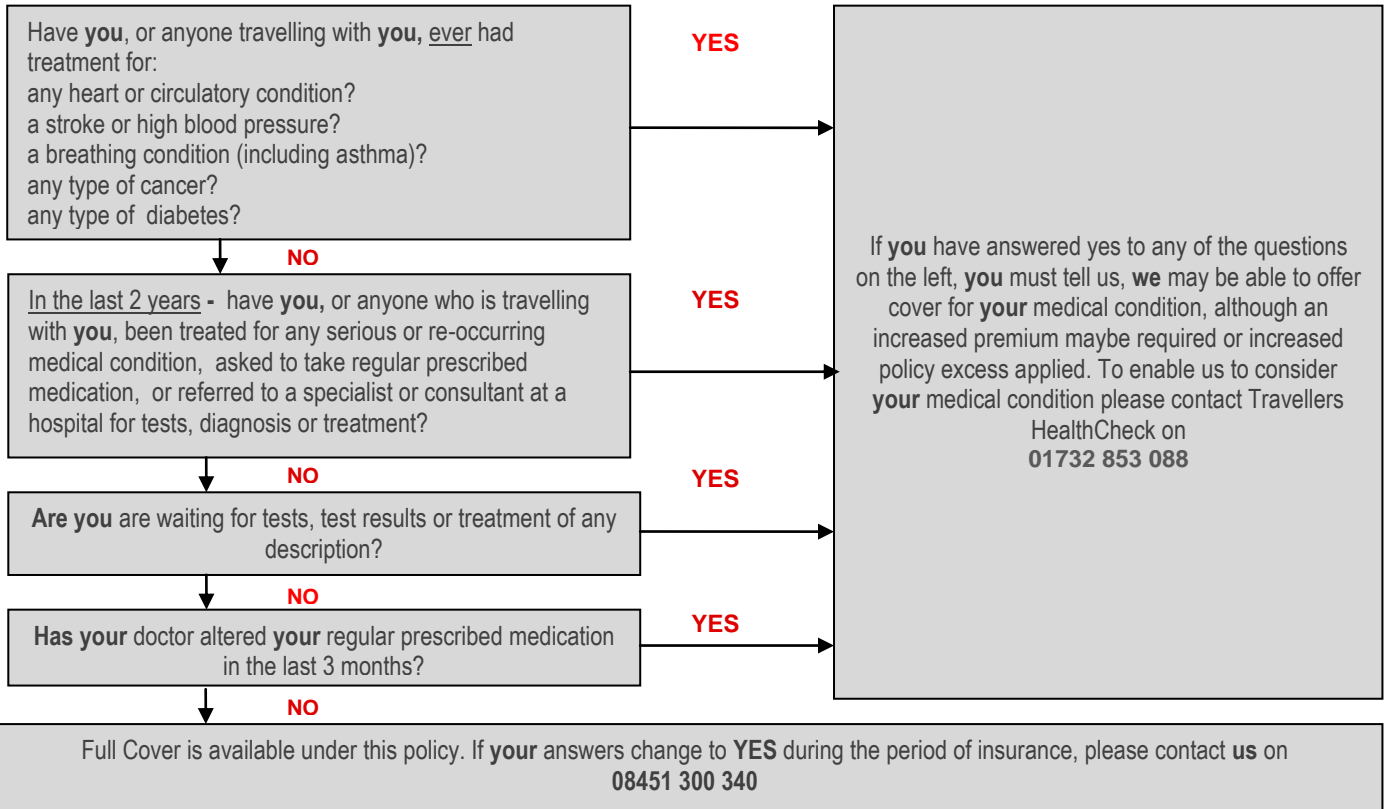 Have you, or anyone travelling with you, ever had
treatment for:
any heart or circulatory condition?
a stroke or high blood pressure?
a breathing condition (including asthma)?
any type of cancer?
any type of diabetes?
YES
NO
In the last 2 years - have you, or anyone who is travelling
with you, been treated for any serious or re-occurring
medical condition, asked to take regular prescribed
medication, or referred to a specialist or consultant at a
hospital for tests, diagnosis or treatment?
YES
NO
Are you are waiting for tests, test results or treatment of any
description?
YES
NO
Has your doctor altered your regular prescribed medication
in the last 3 months?
YES
NO
If you have answered yes to any of the questions
on the left, you must tell us, we may be able to offer
cover for your medical condition, although an
increased premium maybe required or increased
policy excess applied. To enable us to consider
your medical condition please contact Travellers
HealthCheck on
01732 853 088
Full Cover is available under this policy. If your answers change to YES during the period of insurance, please contact us on
08451 300 340